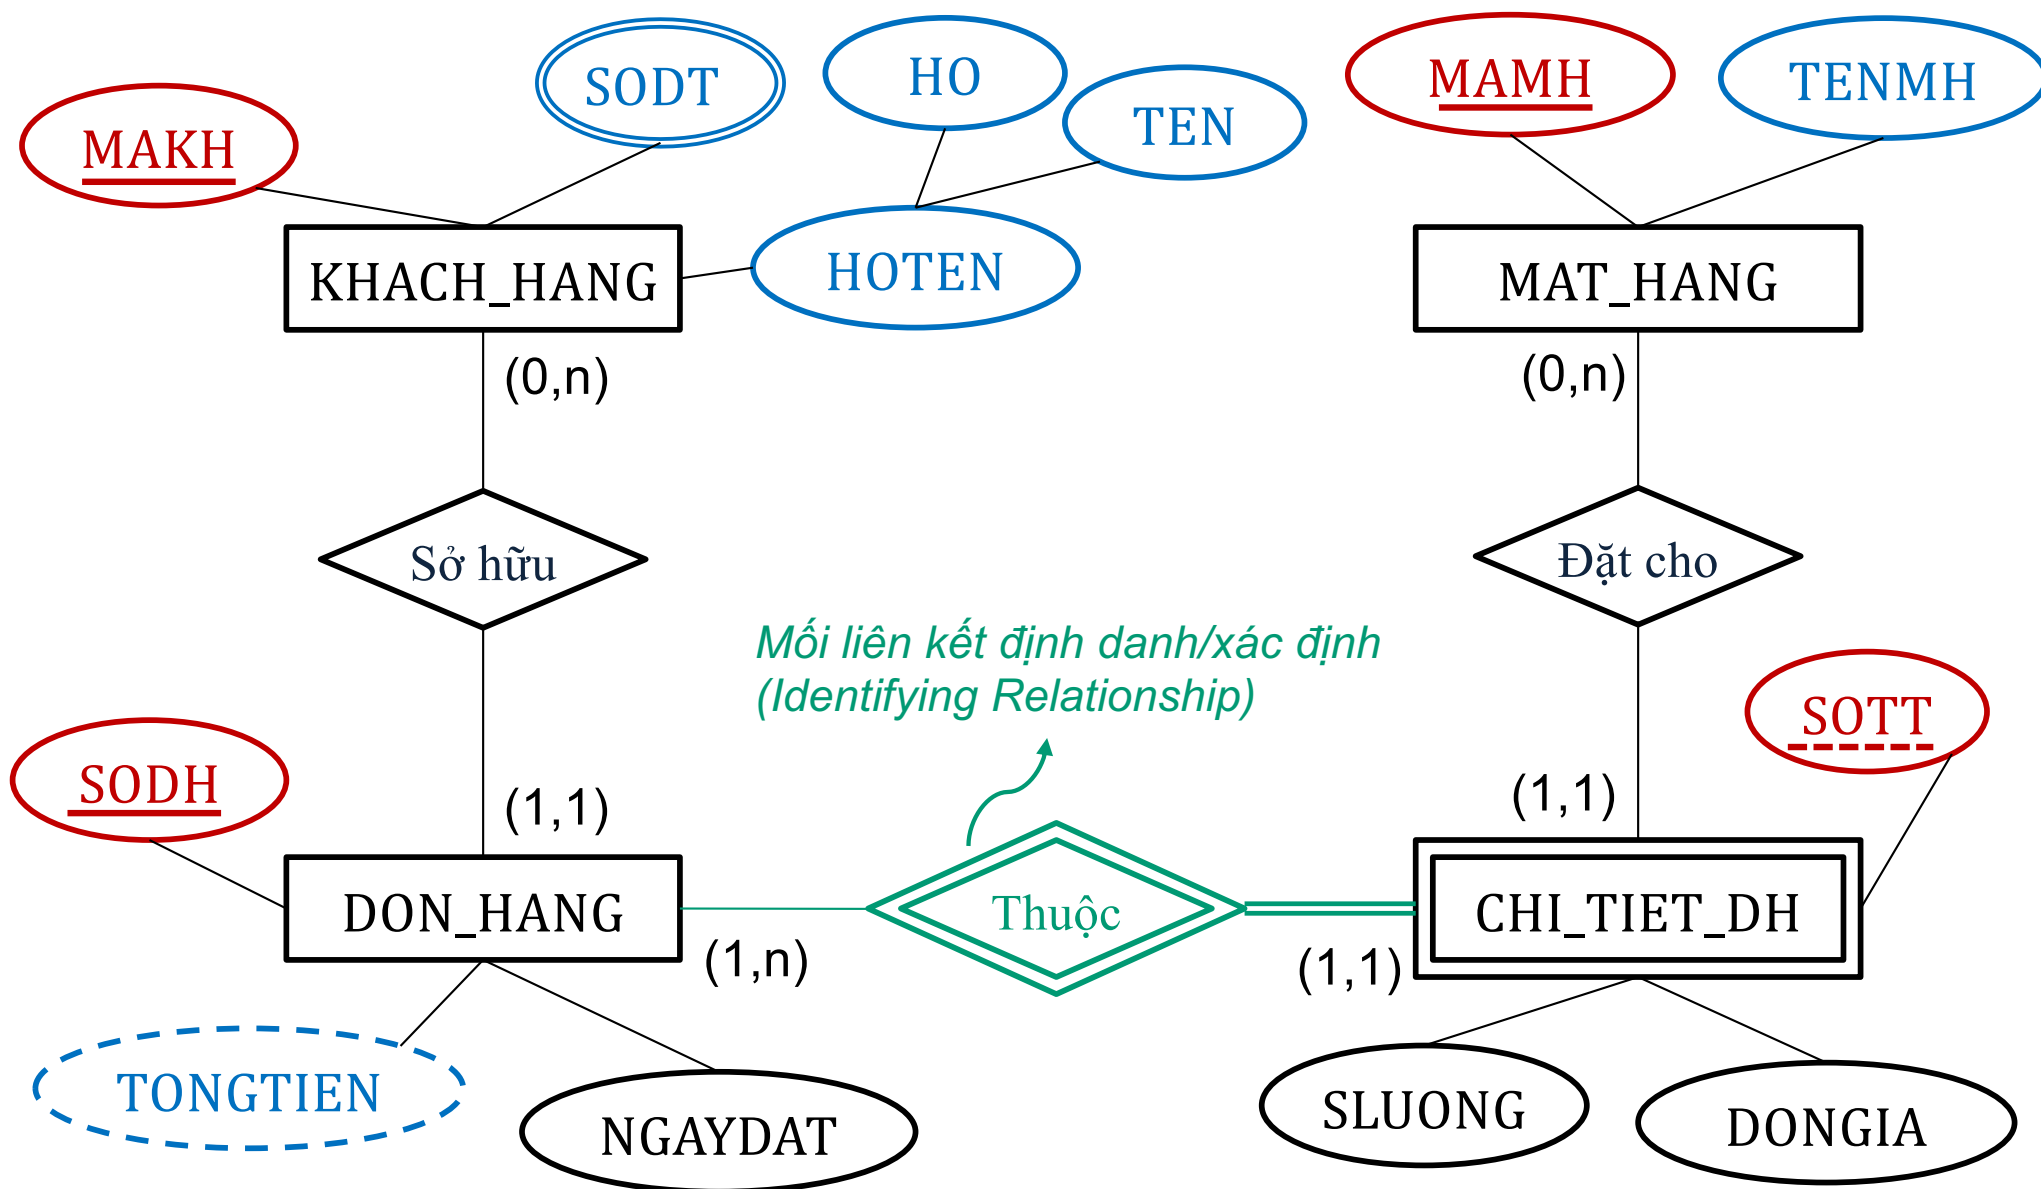 SODT
HO
TEN
MAKH
KHACH_HANG
HOTEN
(0,n)
MAMH
TENMH
MAT_HANG
(0,n)
Sở hữu
Đặt cho
Mối liên kết định danh/xác định
(Identifying Relationship)
SOTT
SODH
(1,1)
(1,1)
DON_HANG
(1,n)
Thuộc
(1,1)
CHI_TIET_DH
TONGTIEN
NGAYDAT
SLUONG
DONGIA